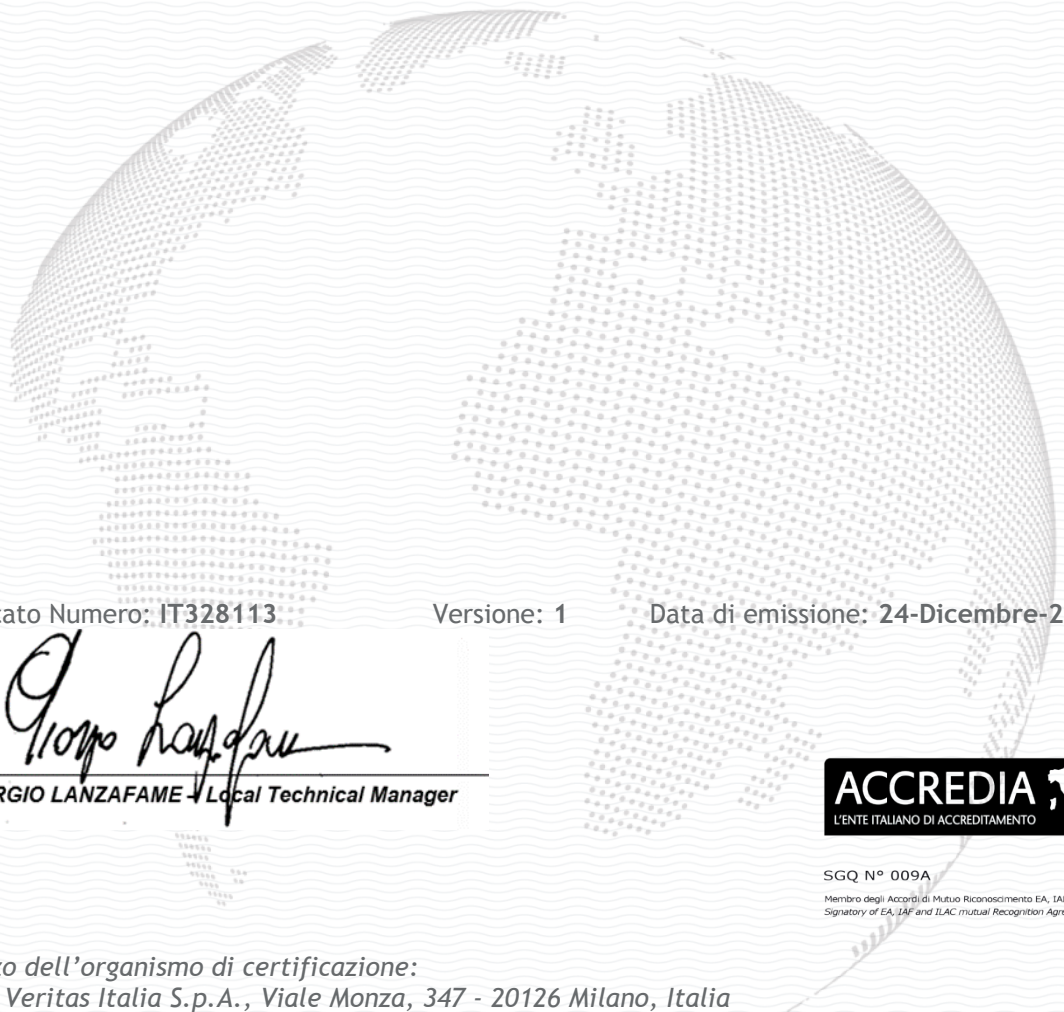 cato Numero: IT328113 Versione: 1 Data di emissione: 24-Dicembre-2
RGIO LANZAFAME - Local Technical Manager
ACCREDIA
L'ENTE ITALIANO DI ACCREDITAMENTO
SGQ N° 009A
Membro degli Accordi di Mutuo Riconoscimento EA, IA
Signatory of EA, IAF and ILAC mutual Recognition Agre
o dell'organismo di certificazione:
Veritas Italia S.p.A., Viale Monza, 347 - 20126 Milano, Italia